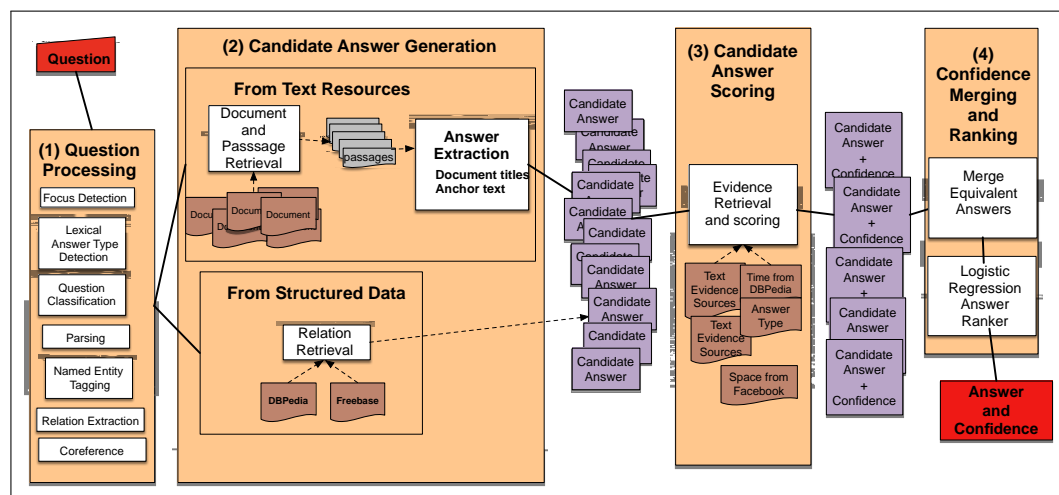 Question
(1) Question
Processing
Focus Detection
Lexical
Answer Type
Detection
Question
Classification
Parsing
Named Entity
Tagging
Relation Extraction
Coreference
(2) Candidate Answer Generation
From Text Resources
Document
and
Passsage
Retrieval
passages
Answer
Extraction
Document titles
Anchor text
Docum
Docume
Document
Do
From Structured Data
Relation
Retrieval
DBPedia
Freebase
Candidate
Answer
Candidate
Candidate
Candidate
Candidate
Candidate
Candidate
Candidate
Answer
Candidate
Answer
Candidate
Candidate
Answer
(3) Candidate
Answer
Scoring
Evidence
Retrieval
and scoring
Text
Evidence
Sources
Time from
DBPedia
Text
Evidence
Sources
Answer
Type
Space from
Facebook
Candidate
Answer
+
Confidence
Candidate
Answer
+
Confidence
Candidate
Answer
+
Candidate
Answer
Candidate
Answer
+
Confidence
(4)
Confidence
Merging
and
Ranking
Merge
Equivalent
Answers
Logistic
Regression
Answer
Ranker
Answer
and
Confidence